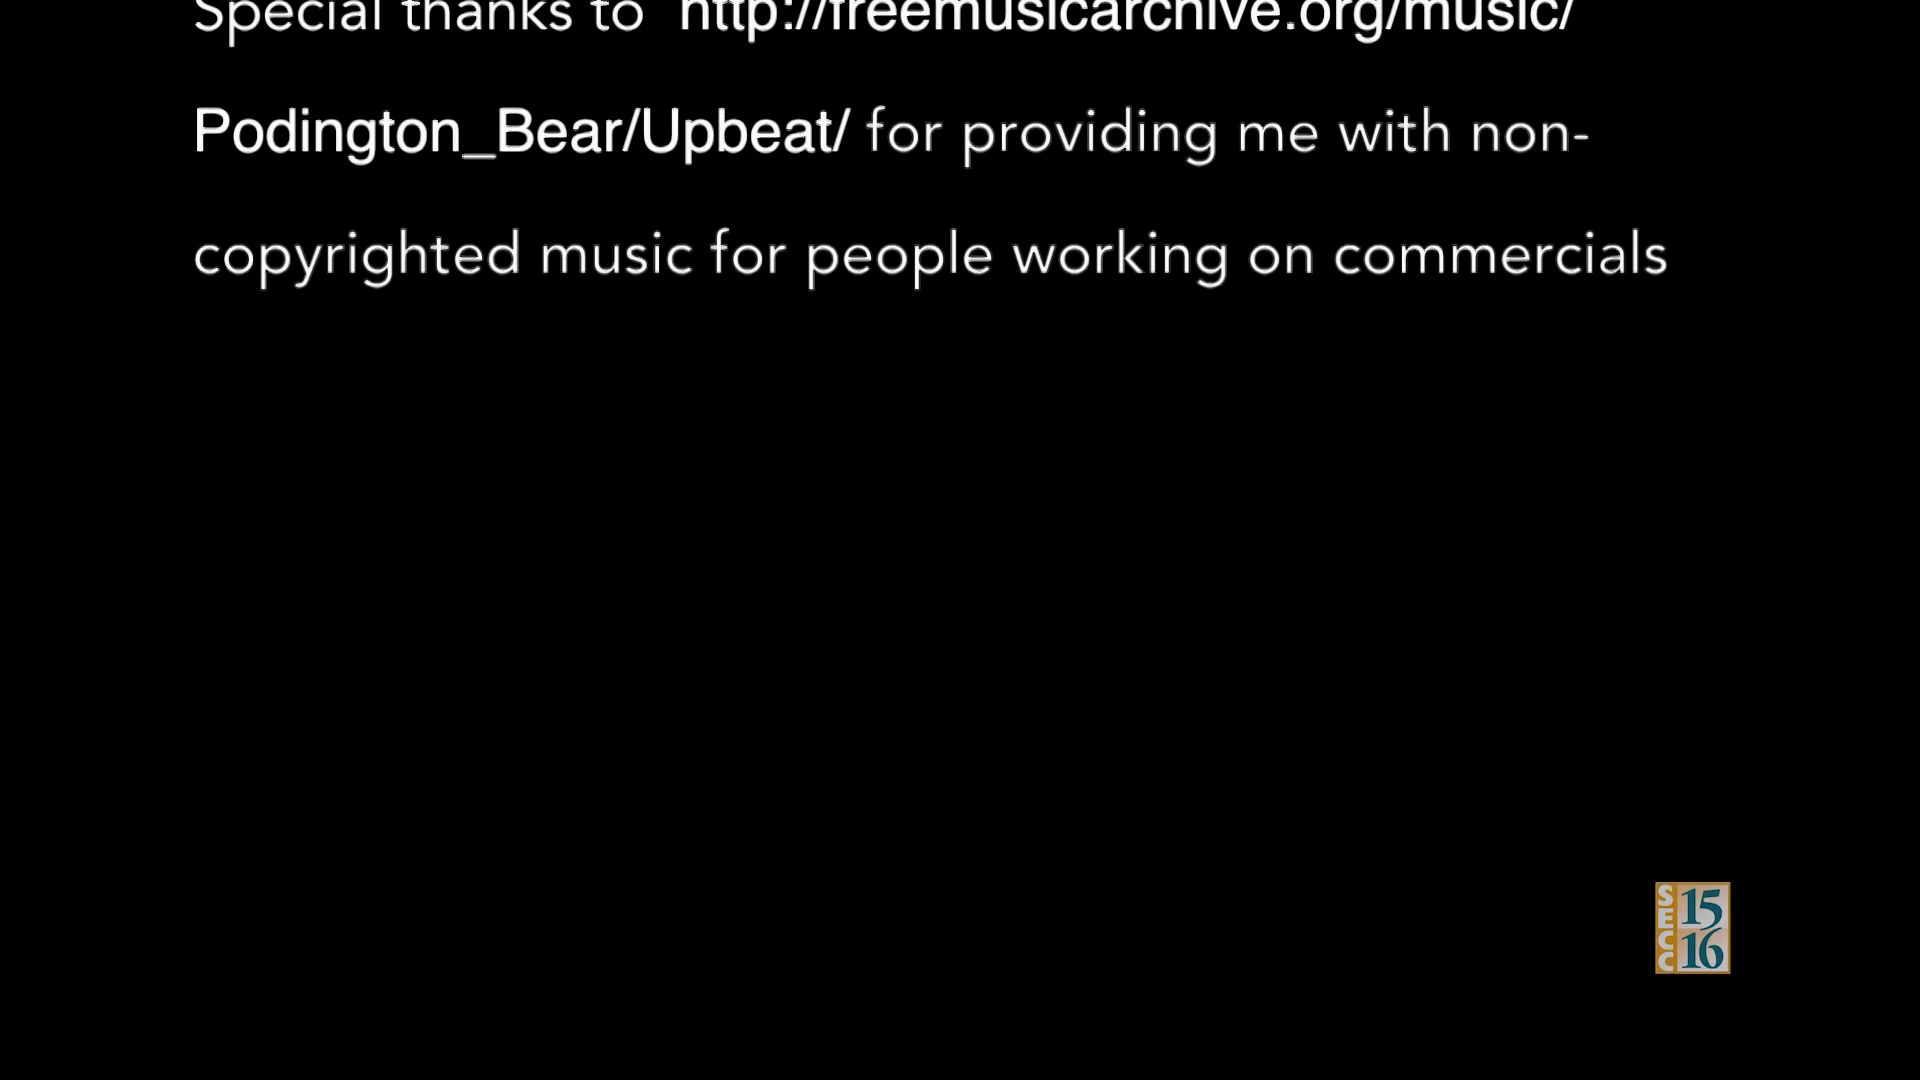 Special thanks to http://freemusicarchive.org/music/
Podington_Bear/Upbeat/ for providing me with non-
copyrighted music for people working on commercials
SECC
15
16